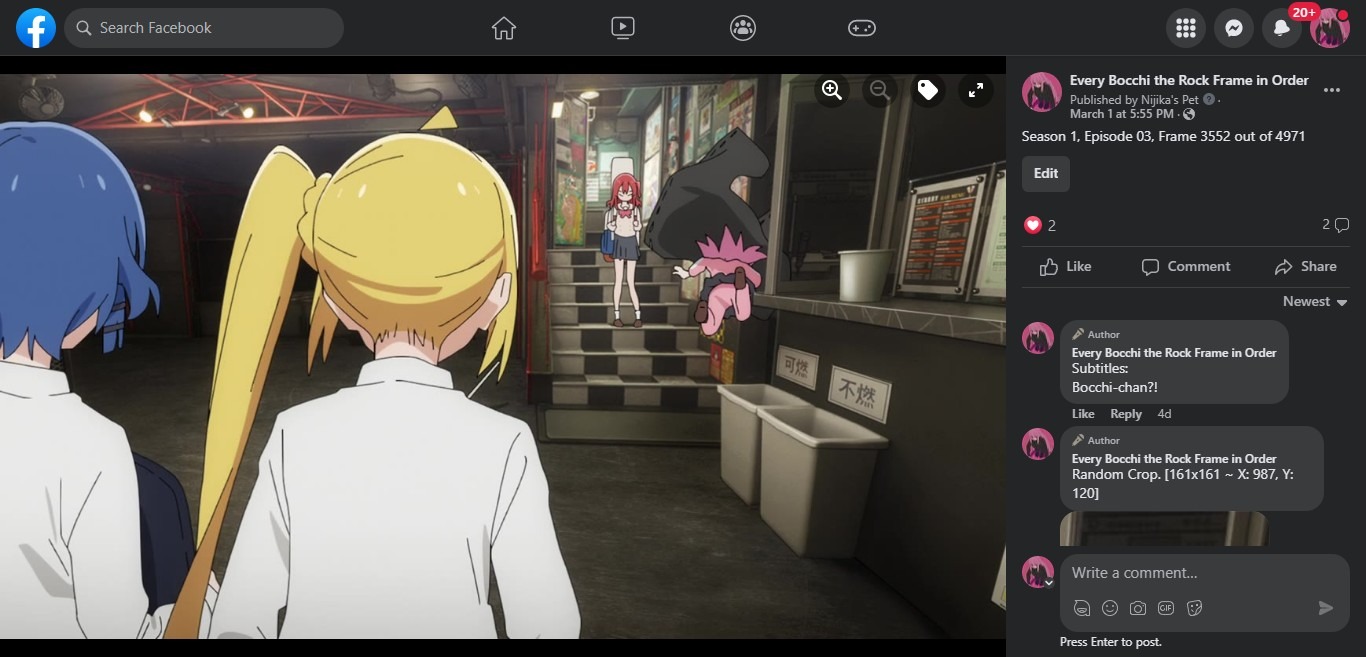 Search Facebook
20+
Every Bocchi the Rock Frame in Order
Published by Nijika's Pet ·
March 1 at 5:55 PM ·
Season 1, Episode 03, Frame 3552 out of 4971
Edit
2
2
Like
Comment
Share
Newest
Author
Every Bocchi the Rock Frame in Order
Subtitles:
Bocchi-chan?!
Like Reply 4d
Author
Every Bocchi the Rock Frame in Order
Random Crop. [161x161 ~ X: 987, Y:
120]
Write a comment...
GIF
Press Enter to post.
可燃
不燃